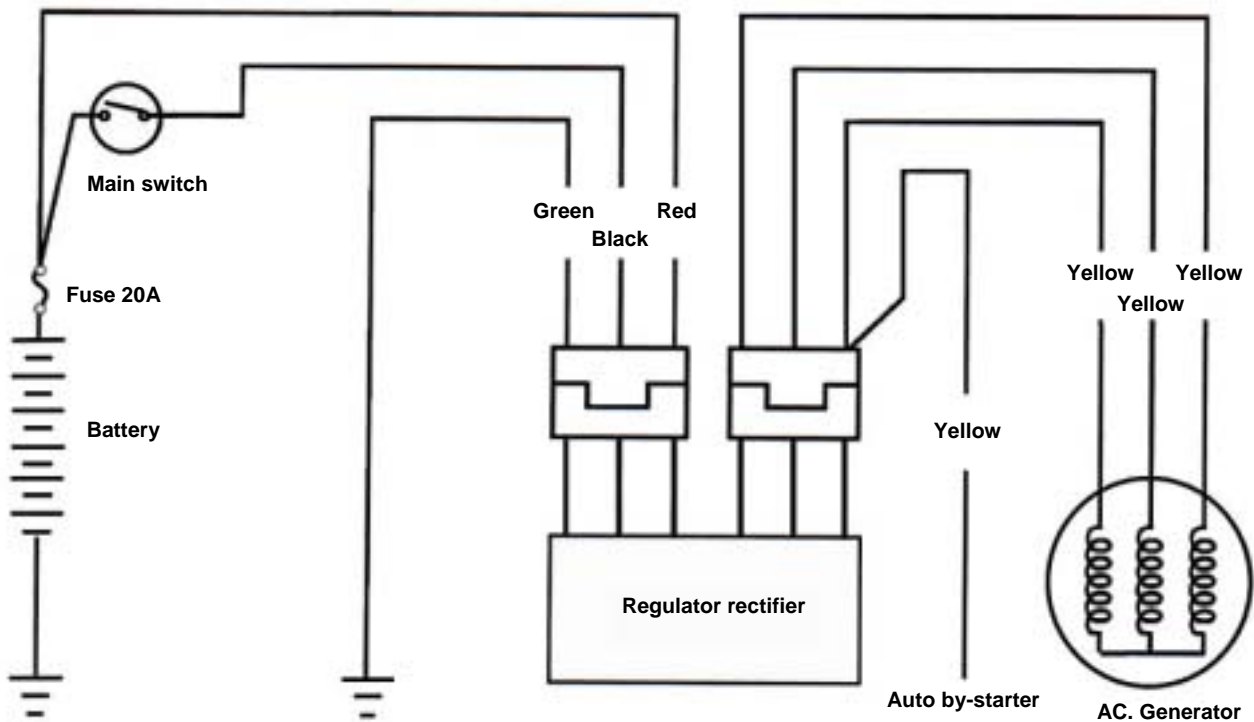 Main switch
Green
Red
Black
Fuse 20A
Yellow
Yellow
Yellow
Battery
Yellow
Regulator rectifier
Auto by-starter
AC. Generator